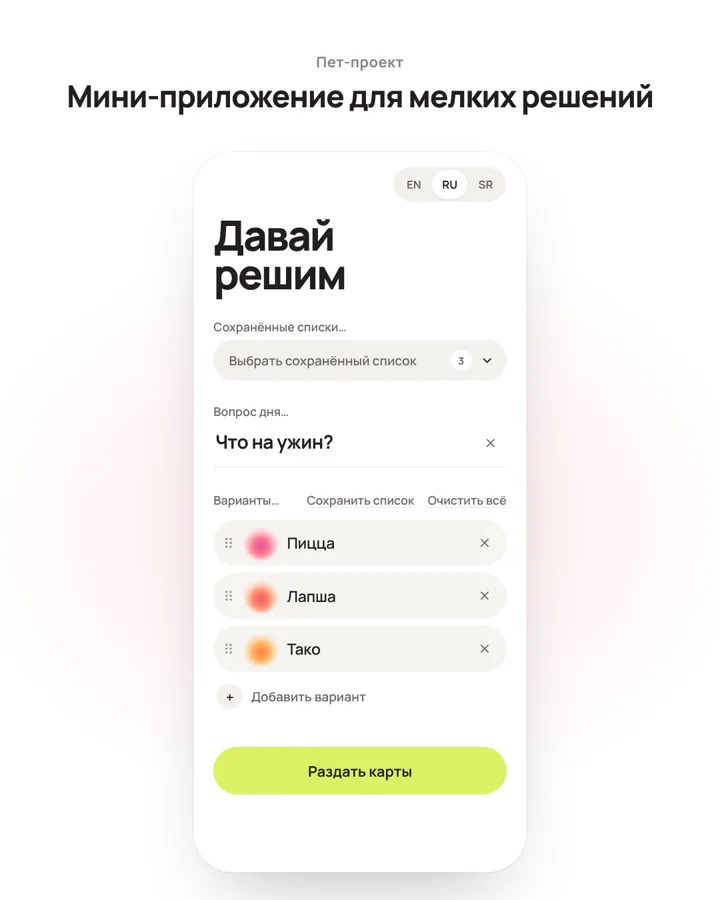 Пет-проект
Мини-приложение для мелких решений
EN RU SR
Давай
решим
Сохранённые списки…
Выбрать сохранённый список 3
Вопрос дня…
Что на ужин?
Варианты… Сохранить список Очистить всё
Пицца
Лапша
Тако
+ Добавить вариант
Раздать карты